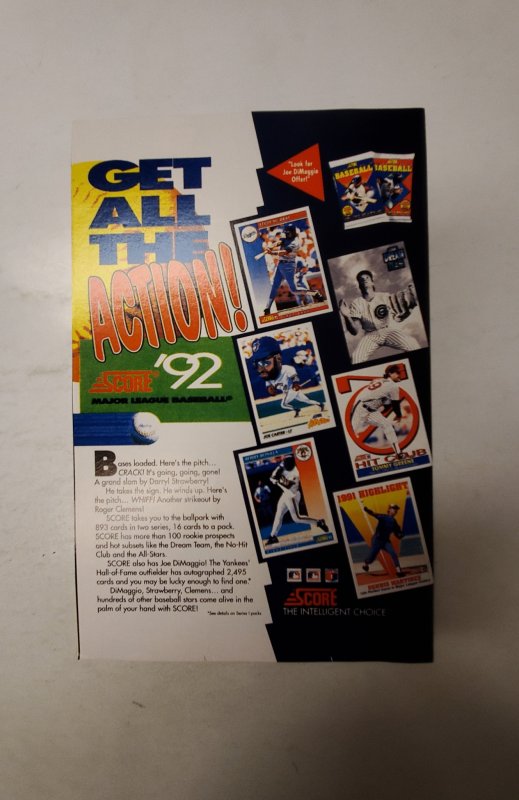 GET
ALL
THE
ACTION!
SCORE '92
MAJOR LEAGUE BASEBALL®
Bases loaded. Here's the pitch...
CRACK! It's going, going, gone!
A grand slam by Darryl Strawberry!
He takes the sign. He winds up. Here's
the pitch... WHIFF! Another strikeout by
Roger Clemens!
SCORE takes you to the ballpark with
893 cards in two series, 16 cards to a pack.
SCORE has more than 100 rookie prospects
and hot subsets like the Dream Team, the No-Hit
Club and the All-Stars.
SCORE also has Joe DiMaggio! The Yankees'
Hall-of-Fame outfielder has autographed 2,495
cards and you may be lucky enough to find one.*
DiMaggio, Strawberry, Clemens... and
hundreds of other baseball stars come alive in the
palm of your hand with SCORE!
*See details on Series I packs
*Look for
Joe DiMaggio
Offer!
BASEBALL
BASEBALL
EDDIE MURRAY
JOE CARTER - LF
BOBBY BONILLA
HIT CLUB
TOMMY GREENE
1991 HIGHLIGHT
DENNIS MARTINEZ
SCORE
THE INTELLIGENT CHOICE